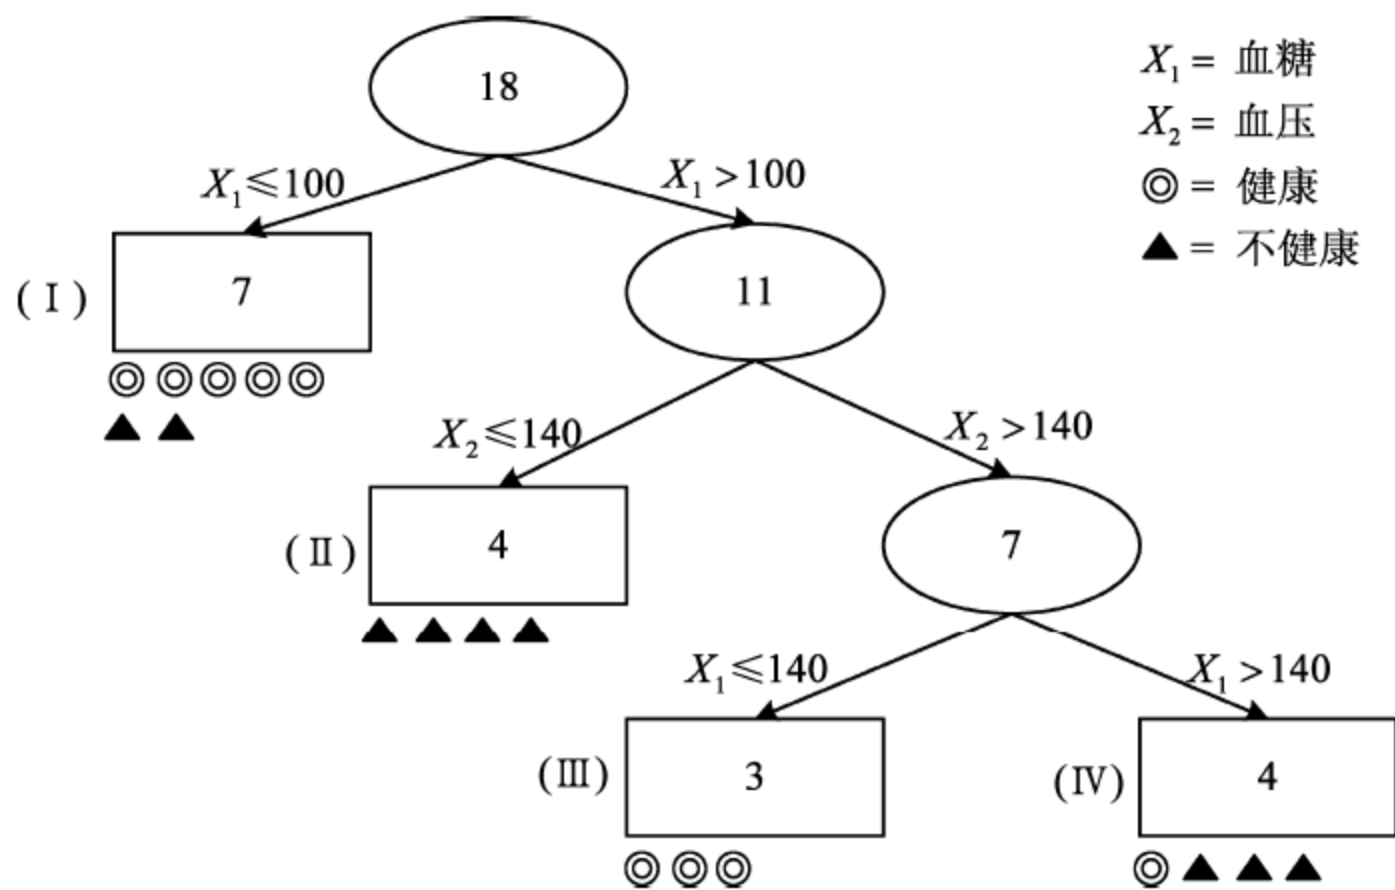 18
X₁ = 血糖
X₂ = 血压
= 健康
= 不健康
X₁≤100
X₁>100
(Ⅰ)
7
11
X₂≤140
X₂>140
(Ⅱ)
4
7
X₁≤140
X₁>140
(Ⅲ)
3
(Ⅳ)
4